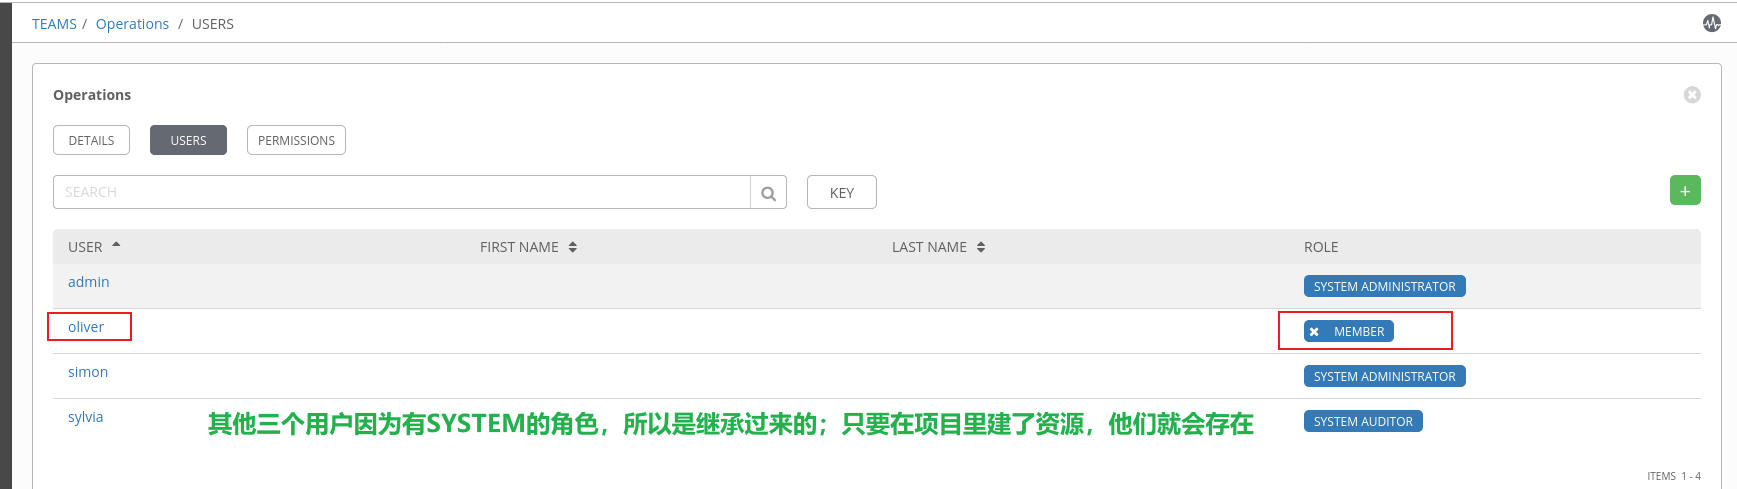 TEAMS / Operations / USERS
Operations
DETAILS USERS PERMISSIONS
SEARCH KEY +
USER FIRST NAME LAST NAME ROLE
admin SYSTEM ADMINISTRATOR
oliver MEMBER
simon SYSTEM ADMINISTRATOR
sylvia 其他三个用户因为有SYSTEM的角色，所以是继承过来的；只要在项目里建了资源，他们就会存在 SYSTEM AUDITOR
ITEMS 1 - 4